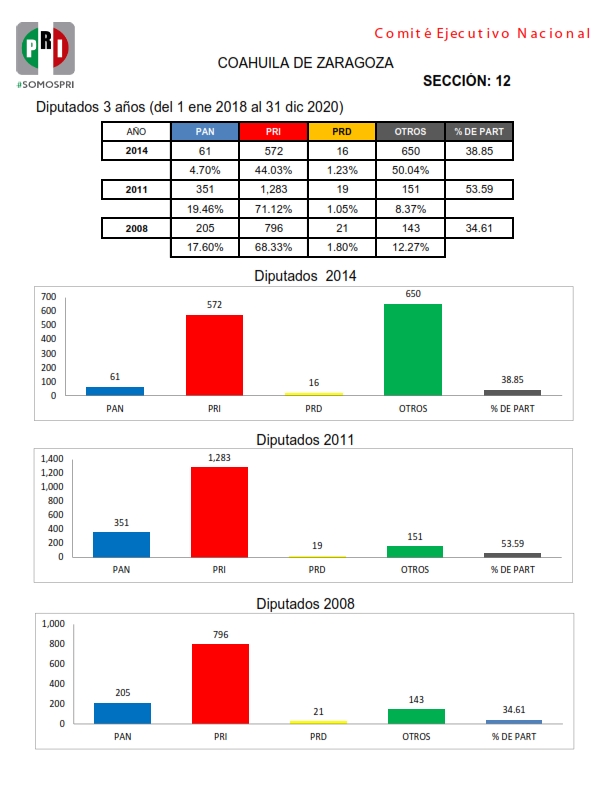 Comité Ejecutivo Nacional
PRI
#SOMOSPRI
COAHUILA DE ZARAGOZA
SECCIÓN: 12
Diputados 3 años (del 1 ene 2018 al 31 dic 2020)
AÑO PAN PRI PRD OTROS % DE PART
2014 61 572 16 650 38.85
4.70% 44.03% 1.23% 50.04%
2011 351 1,283 19 151 53.59
19.46% 71.12% 1.05% 8.37%
2008 205 796 21 143 34.61
17.60% 68.33% 1.80% 12.27%
Diputados 2014
700
600
500
400
300
200
100
0
61 572 16 650 38.85
PAN PRI PRD OTROS % DE PART
Diputados 2011
1,400
1,200
1,000
800
600
400
200
0
351 1,283 19 151 53.59
PAN PRI PRD OTROS % DE PART
Diputados 2008
1,000
800
600
400
200
0
205 796 21 143 34.61
PAN PRI PRD OTROS % DE PART